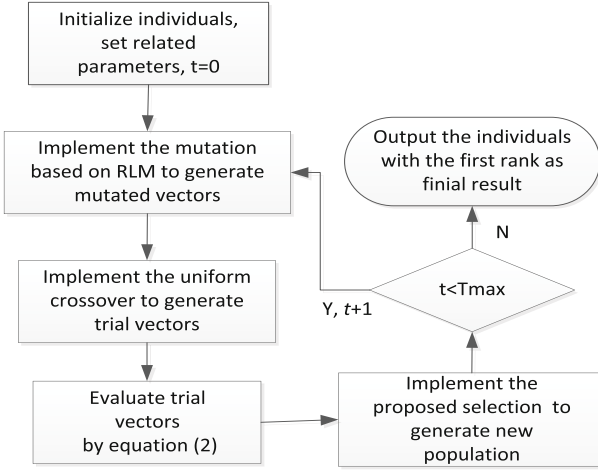 Initialize individuals,
set related
parameters, t=0
Implement the mutation
based on RLM to generate
mutated vectors
Implement the uniform
crossover to generate
trial vectors
Evaluate trial
vectors
by equation (2)
Implement the
proposed selection to
generate new
population
t<Tmax
Y, t+1
N
Output the individuals
with the first rank as
finial result